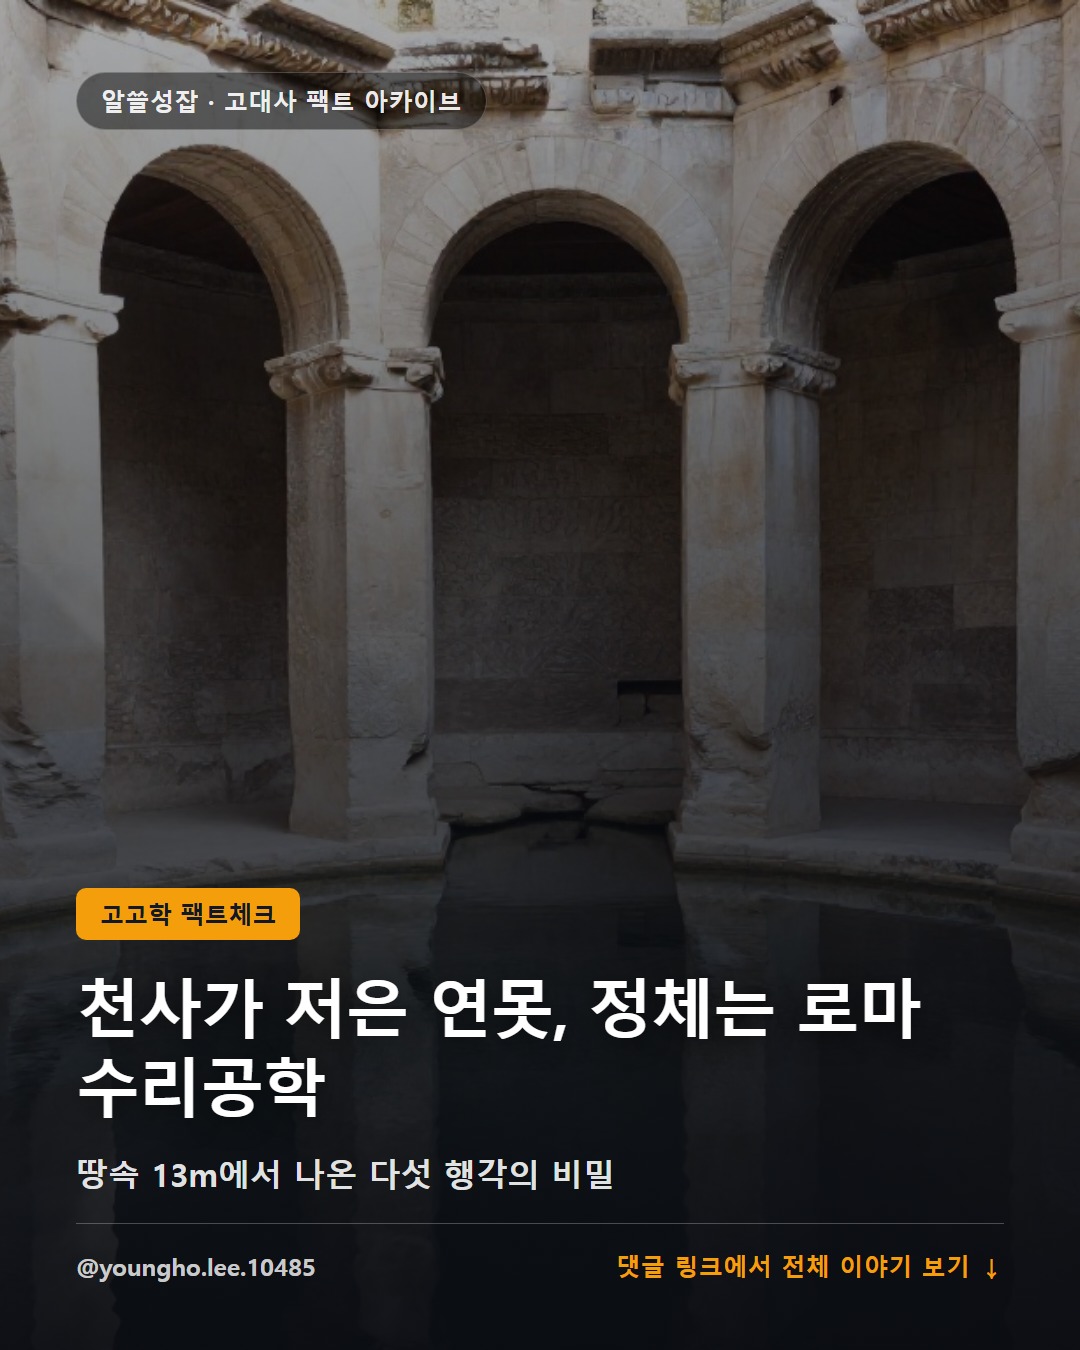 알쓸성잡 · 고대사 팩트 아카이브
고고학 팩트체크
천사가 저은 연못, 정체는 로마
수리공학
땅속 13m에서 나온 다섯 행각의 비밀
@youngho.lee.10485
댓글 링크에서 전체 이야기 보기 ↓